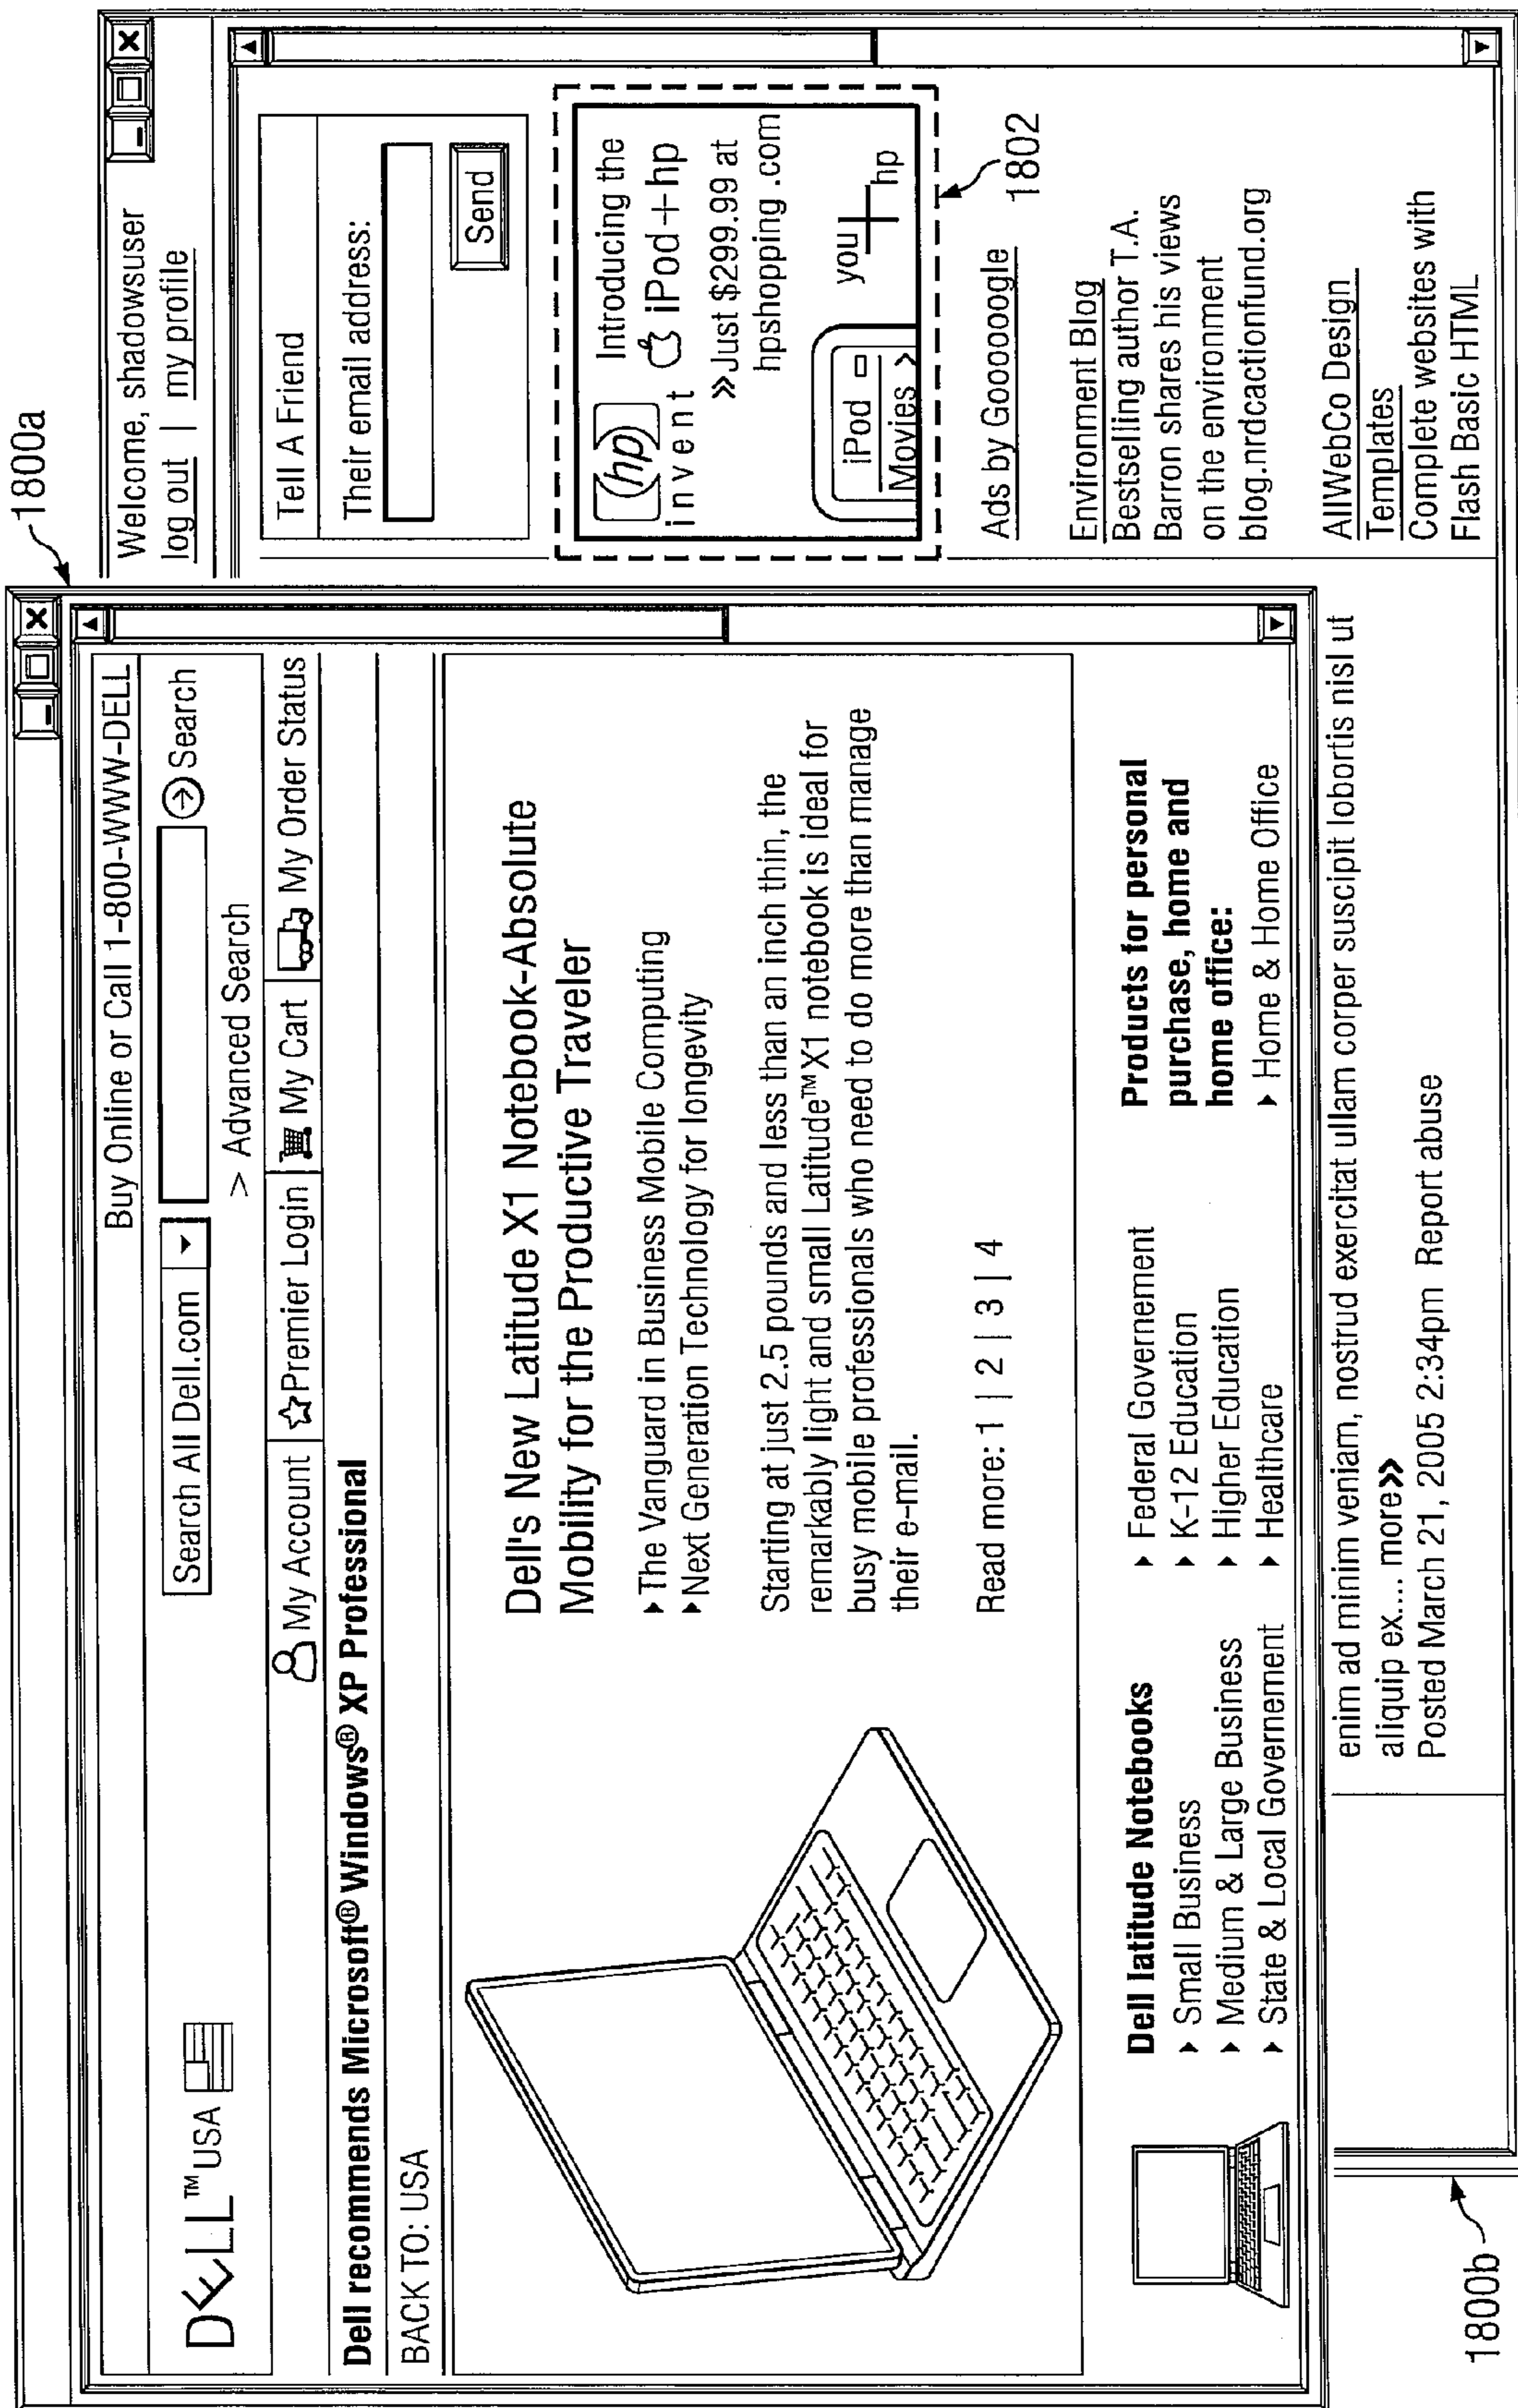 1800a
Buy Online or Call 1-800-WWW-DELL
DELL™ USA
Search All Dell.com
Search
> Advanced Search
My Account
Premier Login
My Cart
My Order Status
Dell recommends Microsoft® Windows® XP Professional
BACK TO: USA
Dell's New Latitude X1 Notebook-Absolute
Mobility for the Productive Traveler
The Vanguard in Business Mobile Computing
Next Generation Technology for longevity
Starting at just 2.5 pounds and less than an inch thin, the
remarkably light and small Latitude™ X1 notebook is ideal for
busy mobile professionals who need to do more than manage
their e-mail.
Read more: 1 | 2 | 3 | 4
Dell latitude Notebooks
Small Business
Medium & Large Business
State & Local Governement
Federal Governement
K-12 Education
Higher Education
Healthcare
Products for personal
purchase, home and
home office:
Home & Home Office
Welcome, shadowsuser
log out | my profile
Tell A Friend
Their email address:
Send
hp
invent
Introducing the
iPod+hp
»Just $299.99 at
hpshopping .com
iPod
Movies >
you
hp
1802
Ads by Goooooogle
Environment Blog
Bestselling author T.A.
Barron shares his views
on the environment
blog.nrdcactionfund.org
AllWebCo Design
Templates
Complete websites with
Flash Basic HTML
enim ad minim veniam, nostrud exercitat ullam corper suscipit lobortis nisl ut
aliquip ex.... more»
Posted March 21, 2005 2:34pm Report abuse
1800b